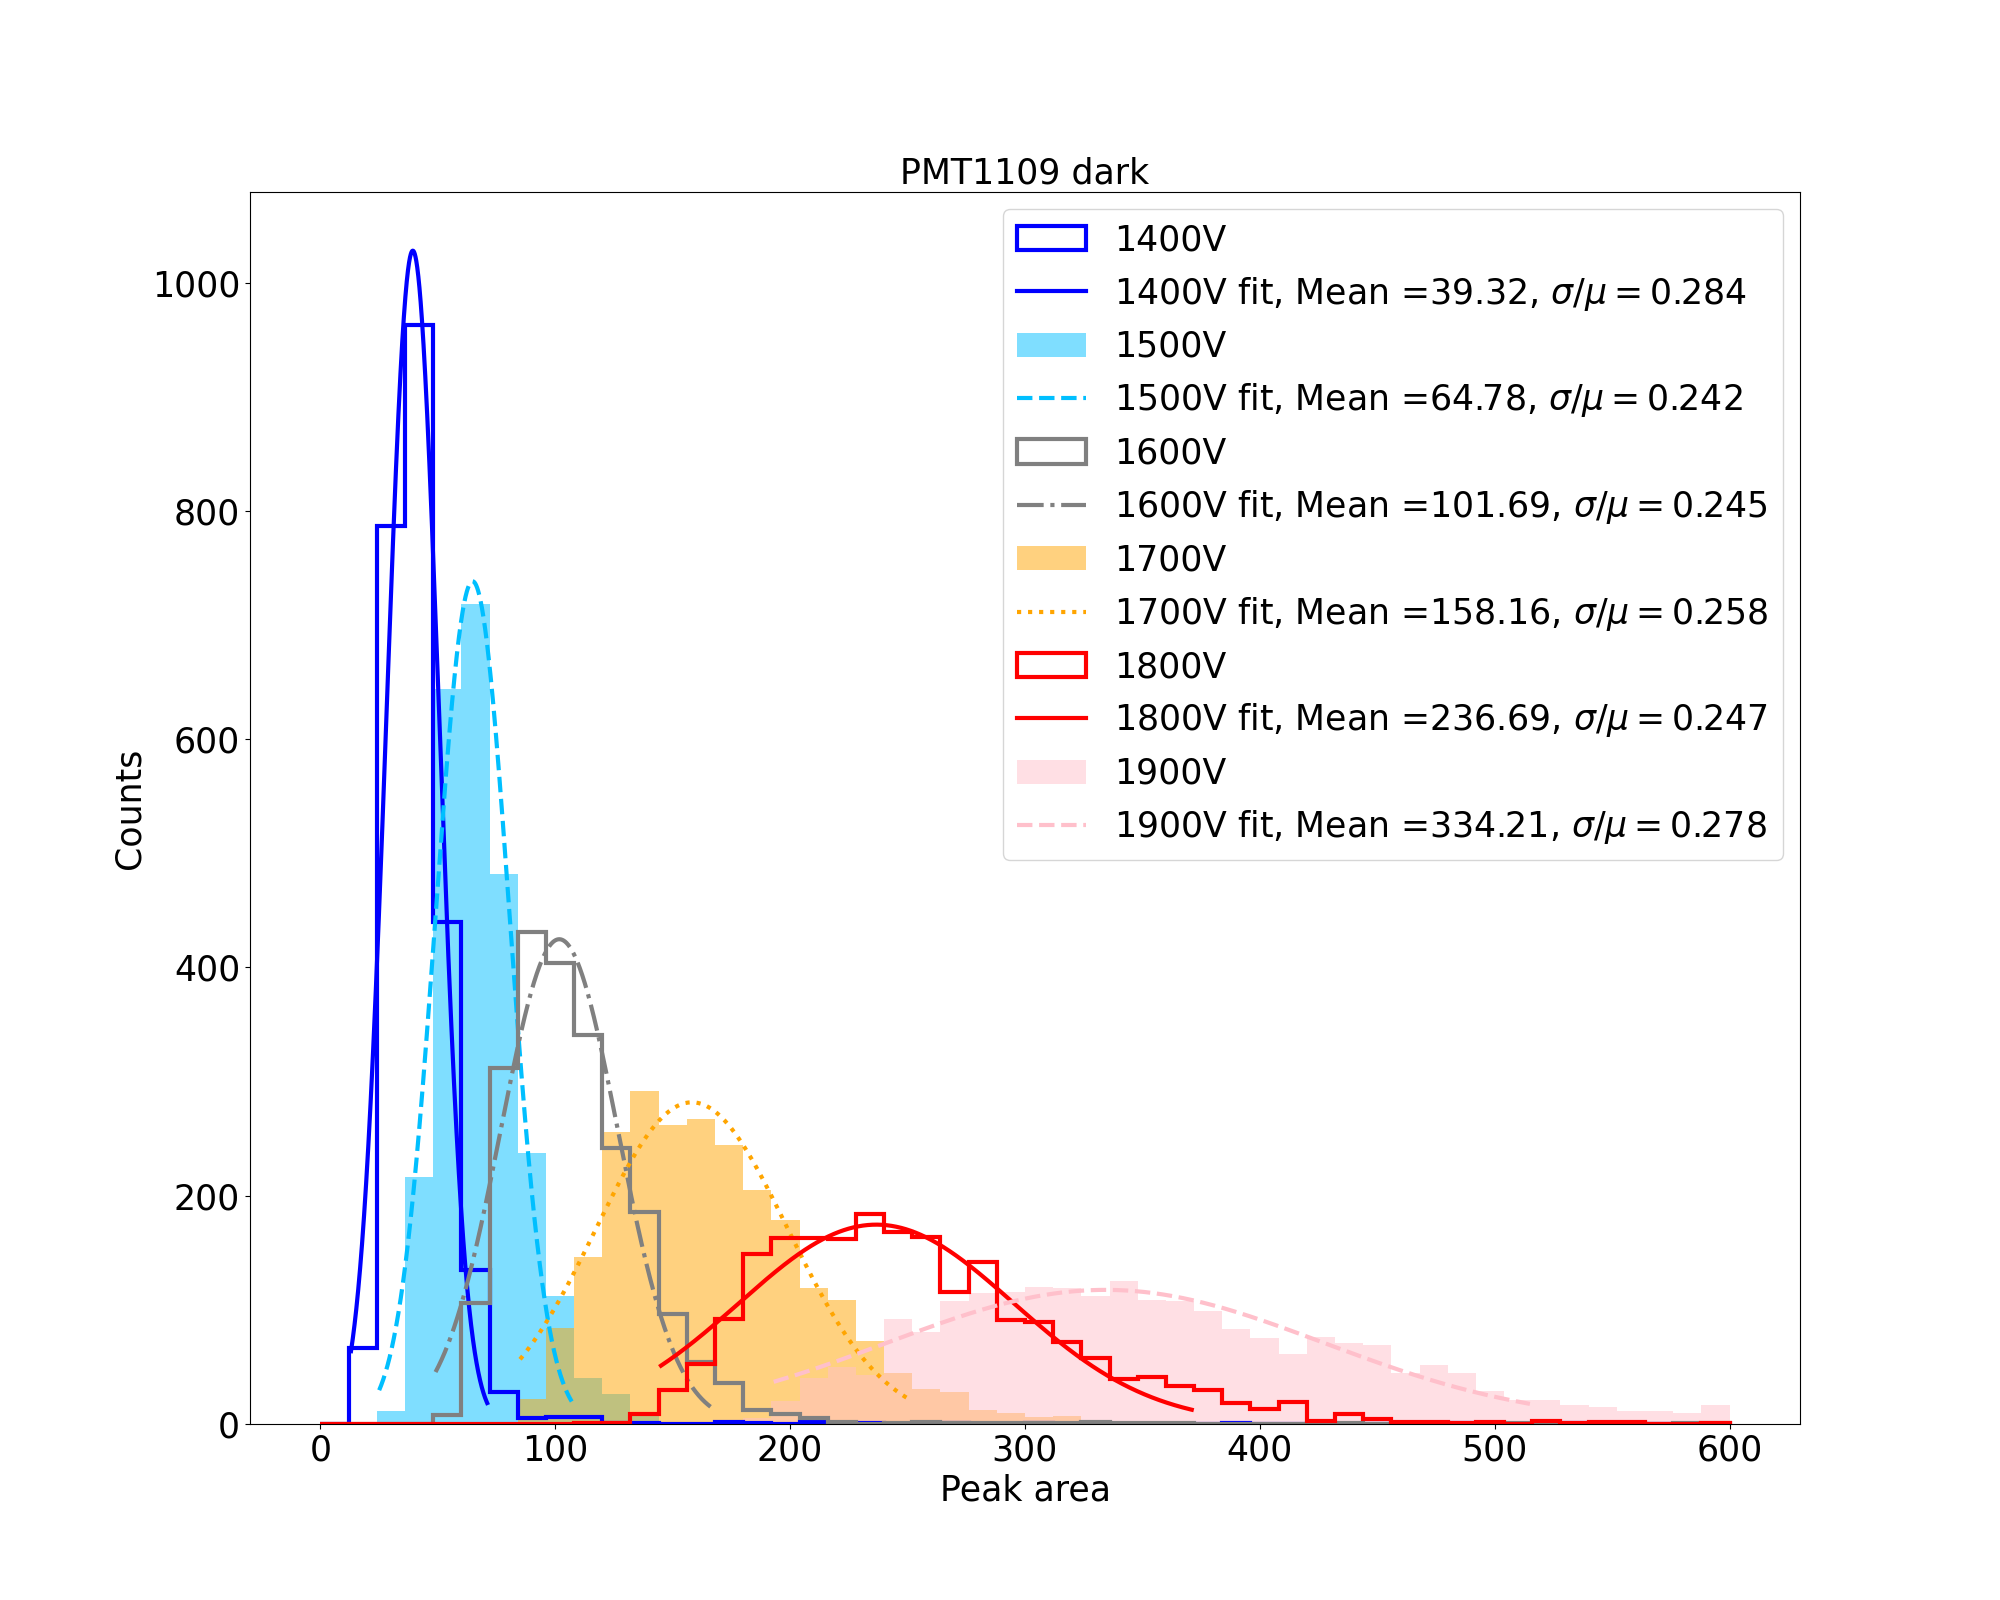 PMT1109 dark
1400V
1400V fit, Mean =39.32, σ/μ = 0.284
1500V
1500V fit, Mean =64.78, σ/μ = 0.242
1600V
1600V fit, Mean =101.69, σ/μ = 0.245
1700V
1700V fit, Mean =158.16, σ/μ = 0.258
1800V
1800V fit, Mean =236.69, σ/μ = 0.247
1900V
1900V fit, Mean =334.21, σ/μ = 0.278
Counts
1000
800
600
400
200
0
0 100 200 300 400 500 600
Peak area